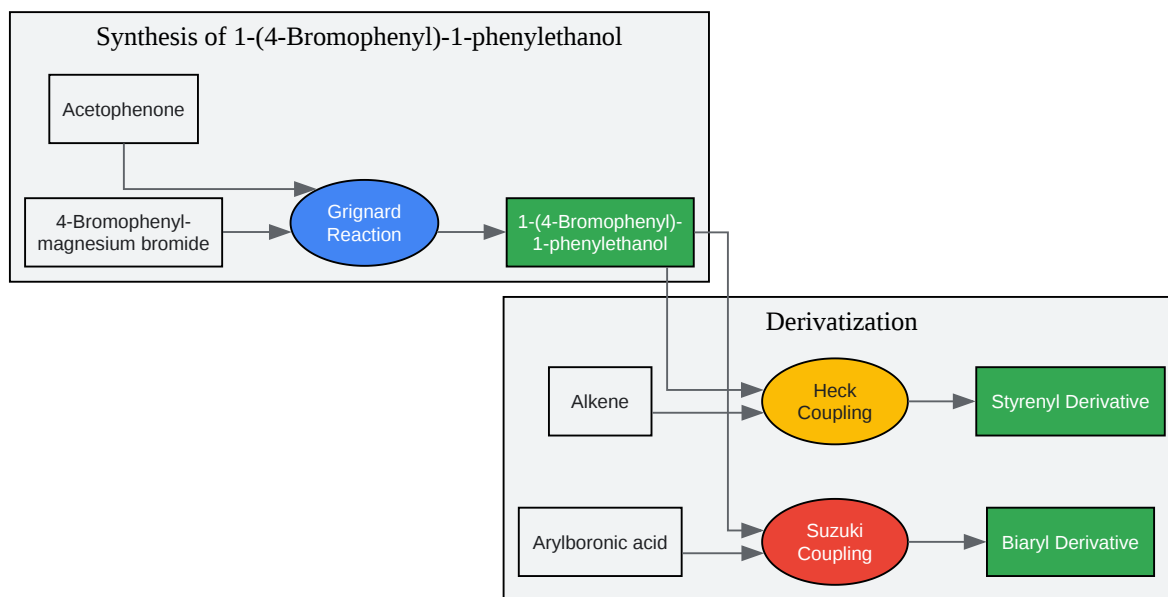 Synthesis of 1-(4-Bromophenyl)-1-phenylethanol
Acetophenone
4-Bromophenyl-
magnesium bromide
Grignard
Reaction
1-(4-Bromophenyl)-
1-phenylethanol
Derivatization
Alkene
Heck
Coupling
Styrenyl Derivative
Arylboronic acid
Suzuki
Coupling
Biaryl Derivative